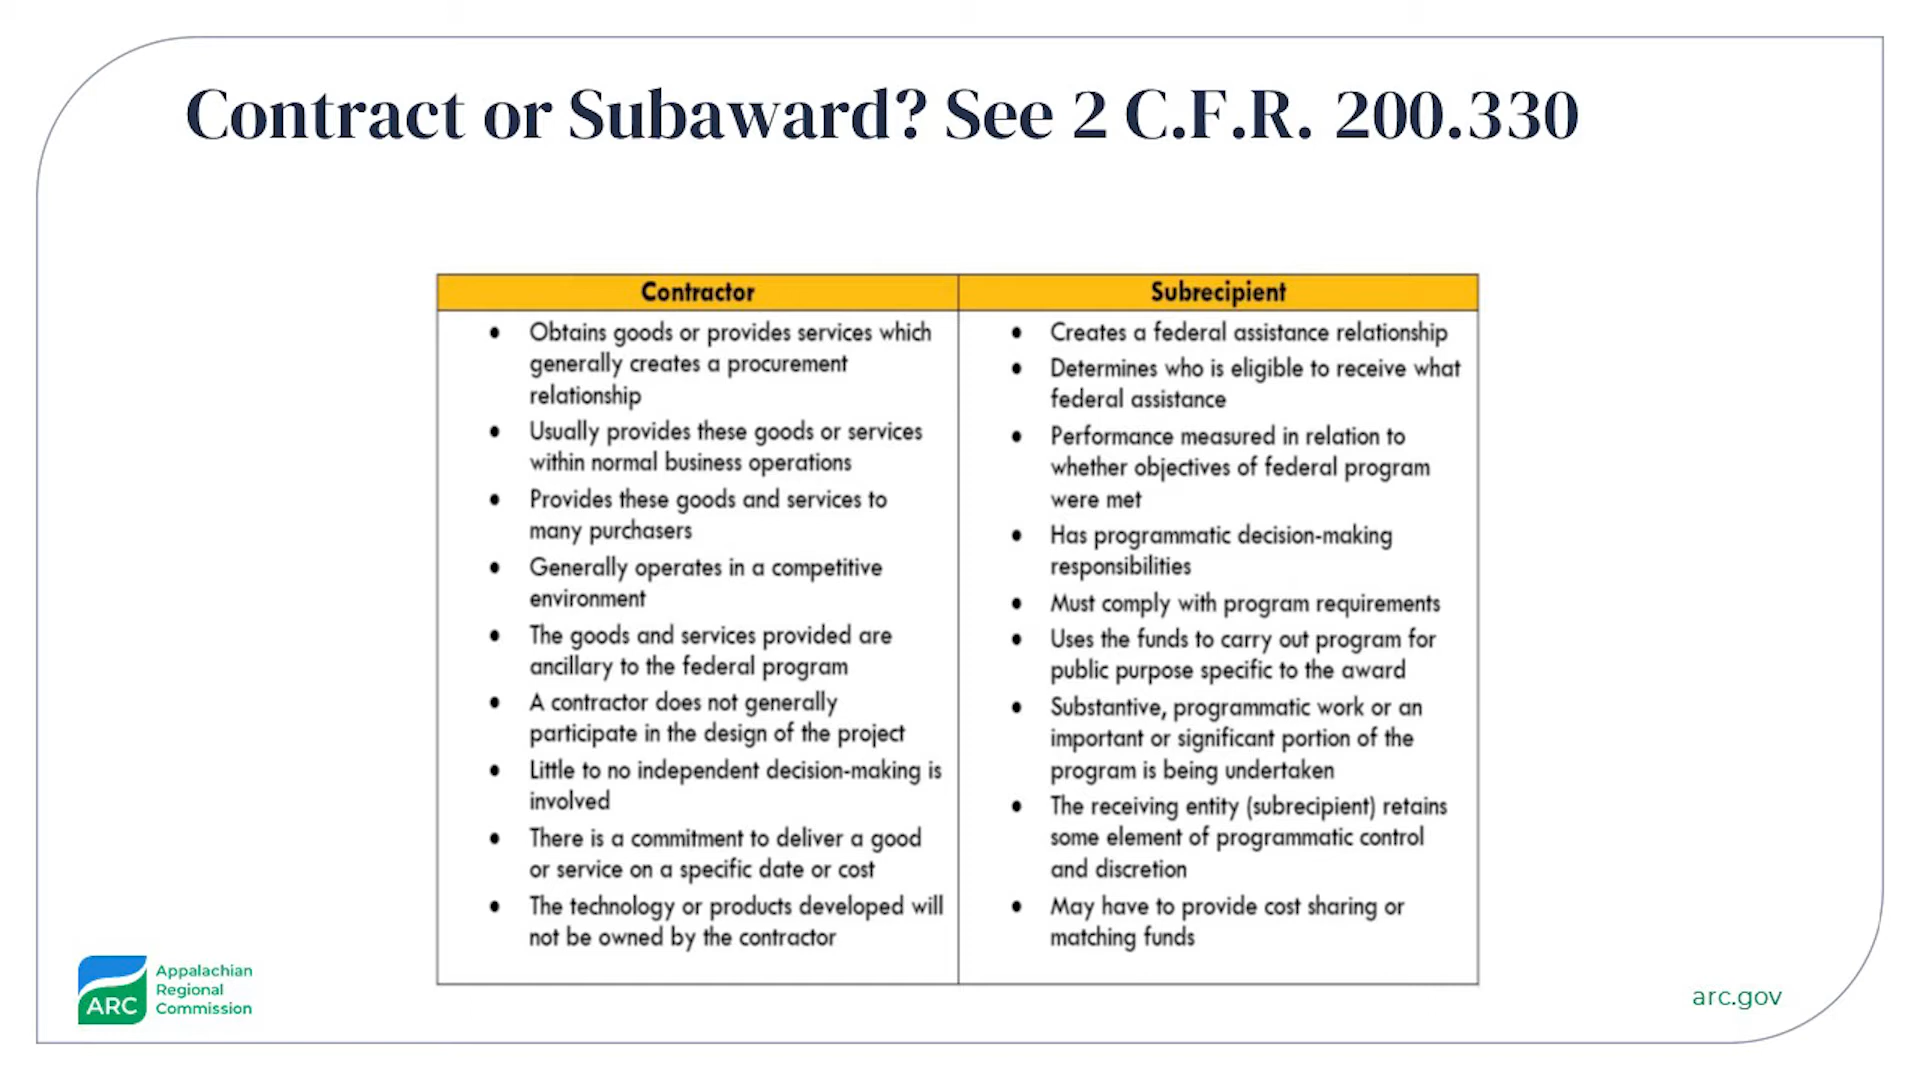 Contract or Subaward? See 2 C.F.R. 200.330
Contractor
• Obtains goods or provides services which
generally creates a procurement
relationship
• Usually provides these goods or services
within normal business operations
• Provides these goods and services to
many purchasers
• Generally operates in a competitive
environment
• The goods and services provided are
ancillary to the federal program
• A contractor does not generally
participate in the design of the project
• Little to no independent decision-making is
involved
• There is a commitment to deliver a good
or service on a specific date or cost
• The technology or products developed will
not be owned by the contractor
Subrecipient
• Creates a federal assistance relationship
• Determines who is eligible to receive what
federal assistance
• Performance measured in relation to
whether objectives of federal program
were met
• Has programmatic decision-making
responsibilities
• Must comply with program requirements
• Uses the funds to carry out program for
public purpose specific to the award
• Substantive, programmatic work or an
important or significant portion of the
program is being undertaken
• The receiving entity (subrecipient) retains
some element of programmatic control
and discretion
• May have to provide cost sharing or
matching funds
ARC
Appalachian
Regional
Commission
arc.gov